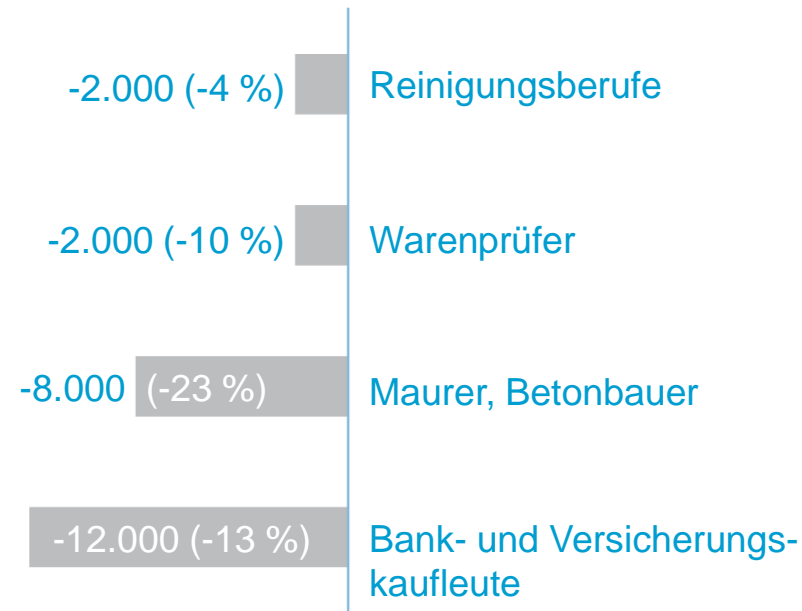 -2.000 (-4 %) Reinigungsberufe
-2.000 (-10 %) Warenprüfer
-8.000 (-23 %) Maurer, Betonbauer
-12.000 (-13 %) Bank- und Versicherungs-
kaufleute